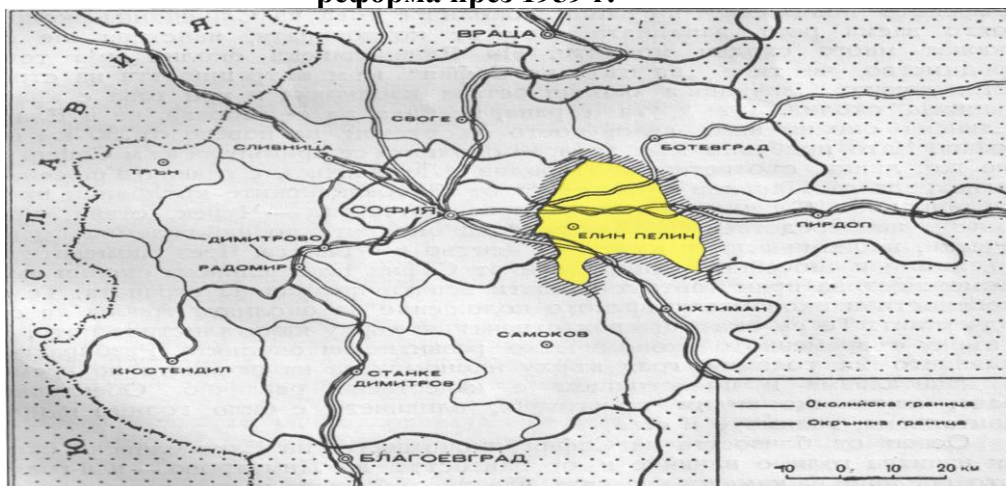 реформа през 1959 г.
ВРАЦА
СВОГЕ
БОТЕВГРАД
СЛИВНИЦА
ТРЪН
СОФИЯ
ЕЛИН ПЕЛИН
ПИРДОП
ДИМИТРОВО
РАДОМИР
ИХТИМАН
САМОКОВ
КЮСТЕНДИЛ
СТАНКЕ
ДИМИТРОВ
БЛАГОЕВГРАД
ЮГОСЛАВИЯ
Околийска граница
Окръжна граница
10 0 10 20 км